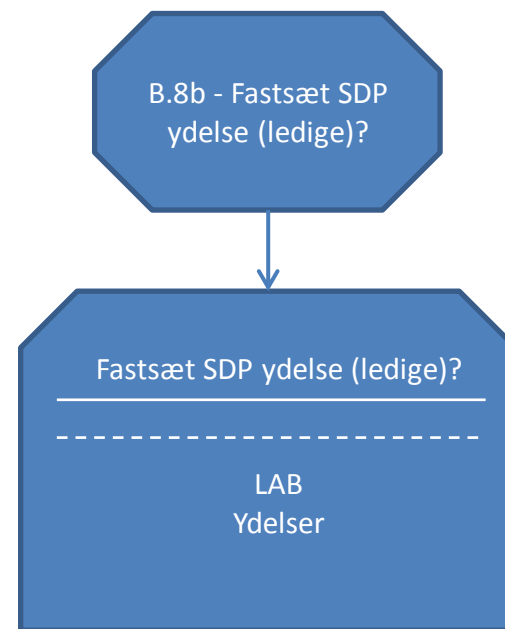 B.8b - Fastsæt SDP
ydelse (ledige)?
Fastsæt SDP ydelse (ledige)?
LAB
Ydelser